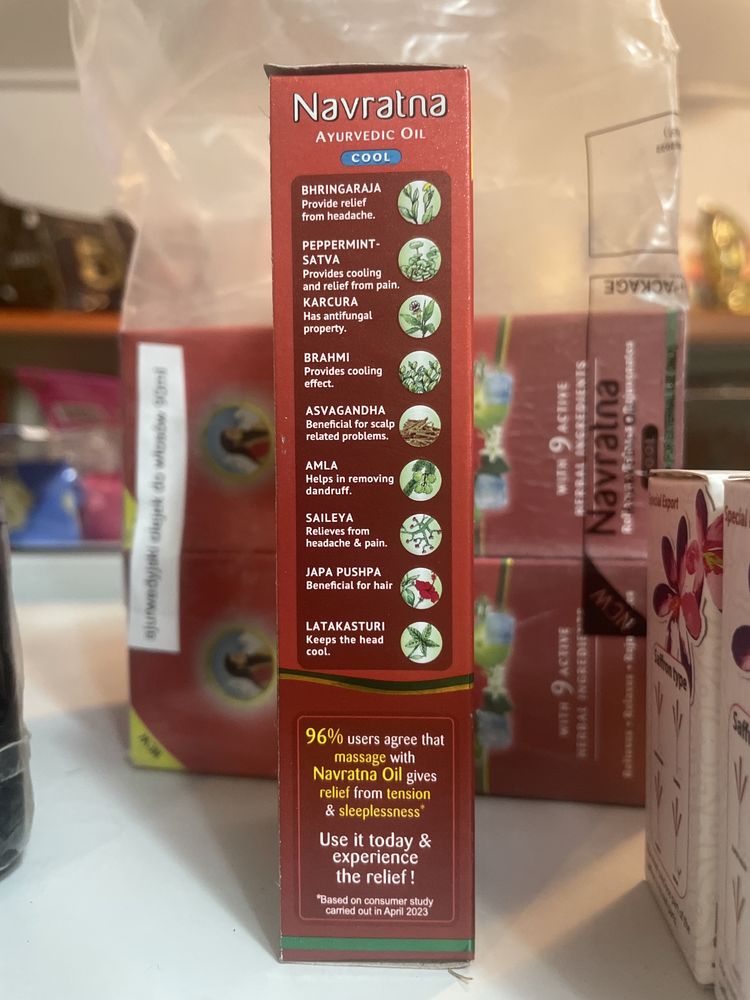 Navratna
AYURVEDIC OIL
COOL
BHRINGARAJA
Provide relief
from headache.
PEPPERMINT-
SATVA
Provides cooling
and relief from pain.
KARCURA
Has antifungal
property.
BRAHMI
Provides cooling
effect.
ASVAGANDHA
Beneficial for scalp
related problems.
AMLA
Helps in removing
dandruff.
SAILEYA
Relieves from
headache & pain.
JAPA PUSHPA
Beneficial for hair
LATAKASTURI
Keeps the head
cool.
96% users agree that
massage with
Navratna Oil gives
relief from tension
& sleeplessness*
Use it today &
experience
the relief !
*Based on consumer study
carried out in April 2023
ajurwedyjski olejek do włosów
NEW
WITH 9 ACTIVE
HERBAL INGREDIENTS
Navratna
PACKAGE
NEW
WITH 9 ACTIVE
HERBAL
Relieves • Relaxes •
Special Export
Saffron type
Special